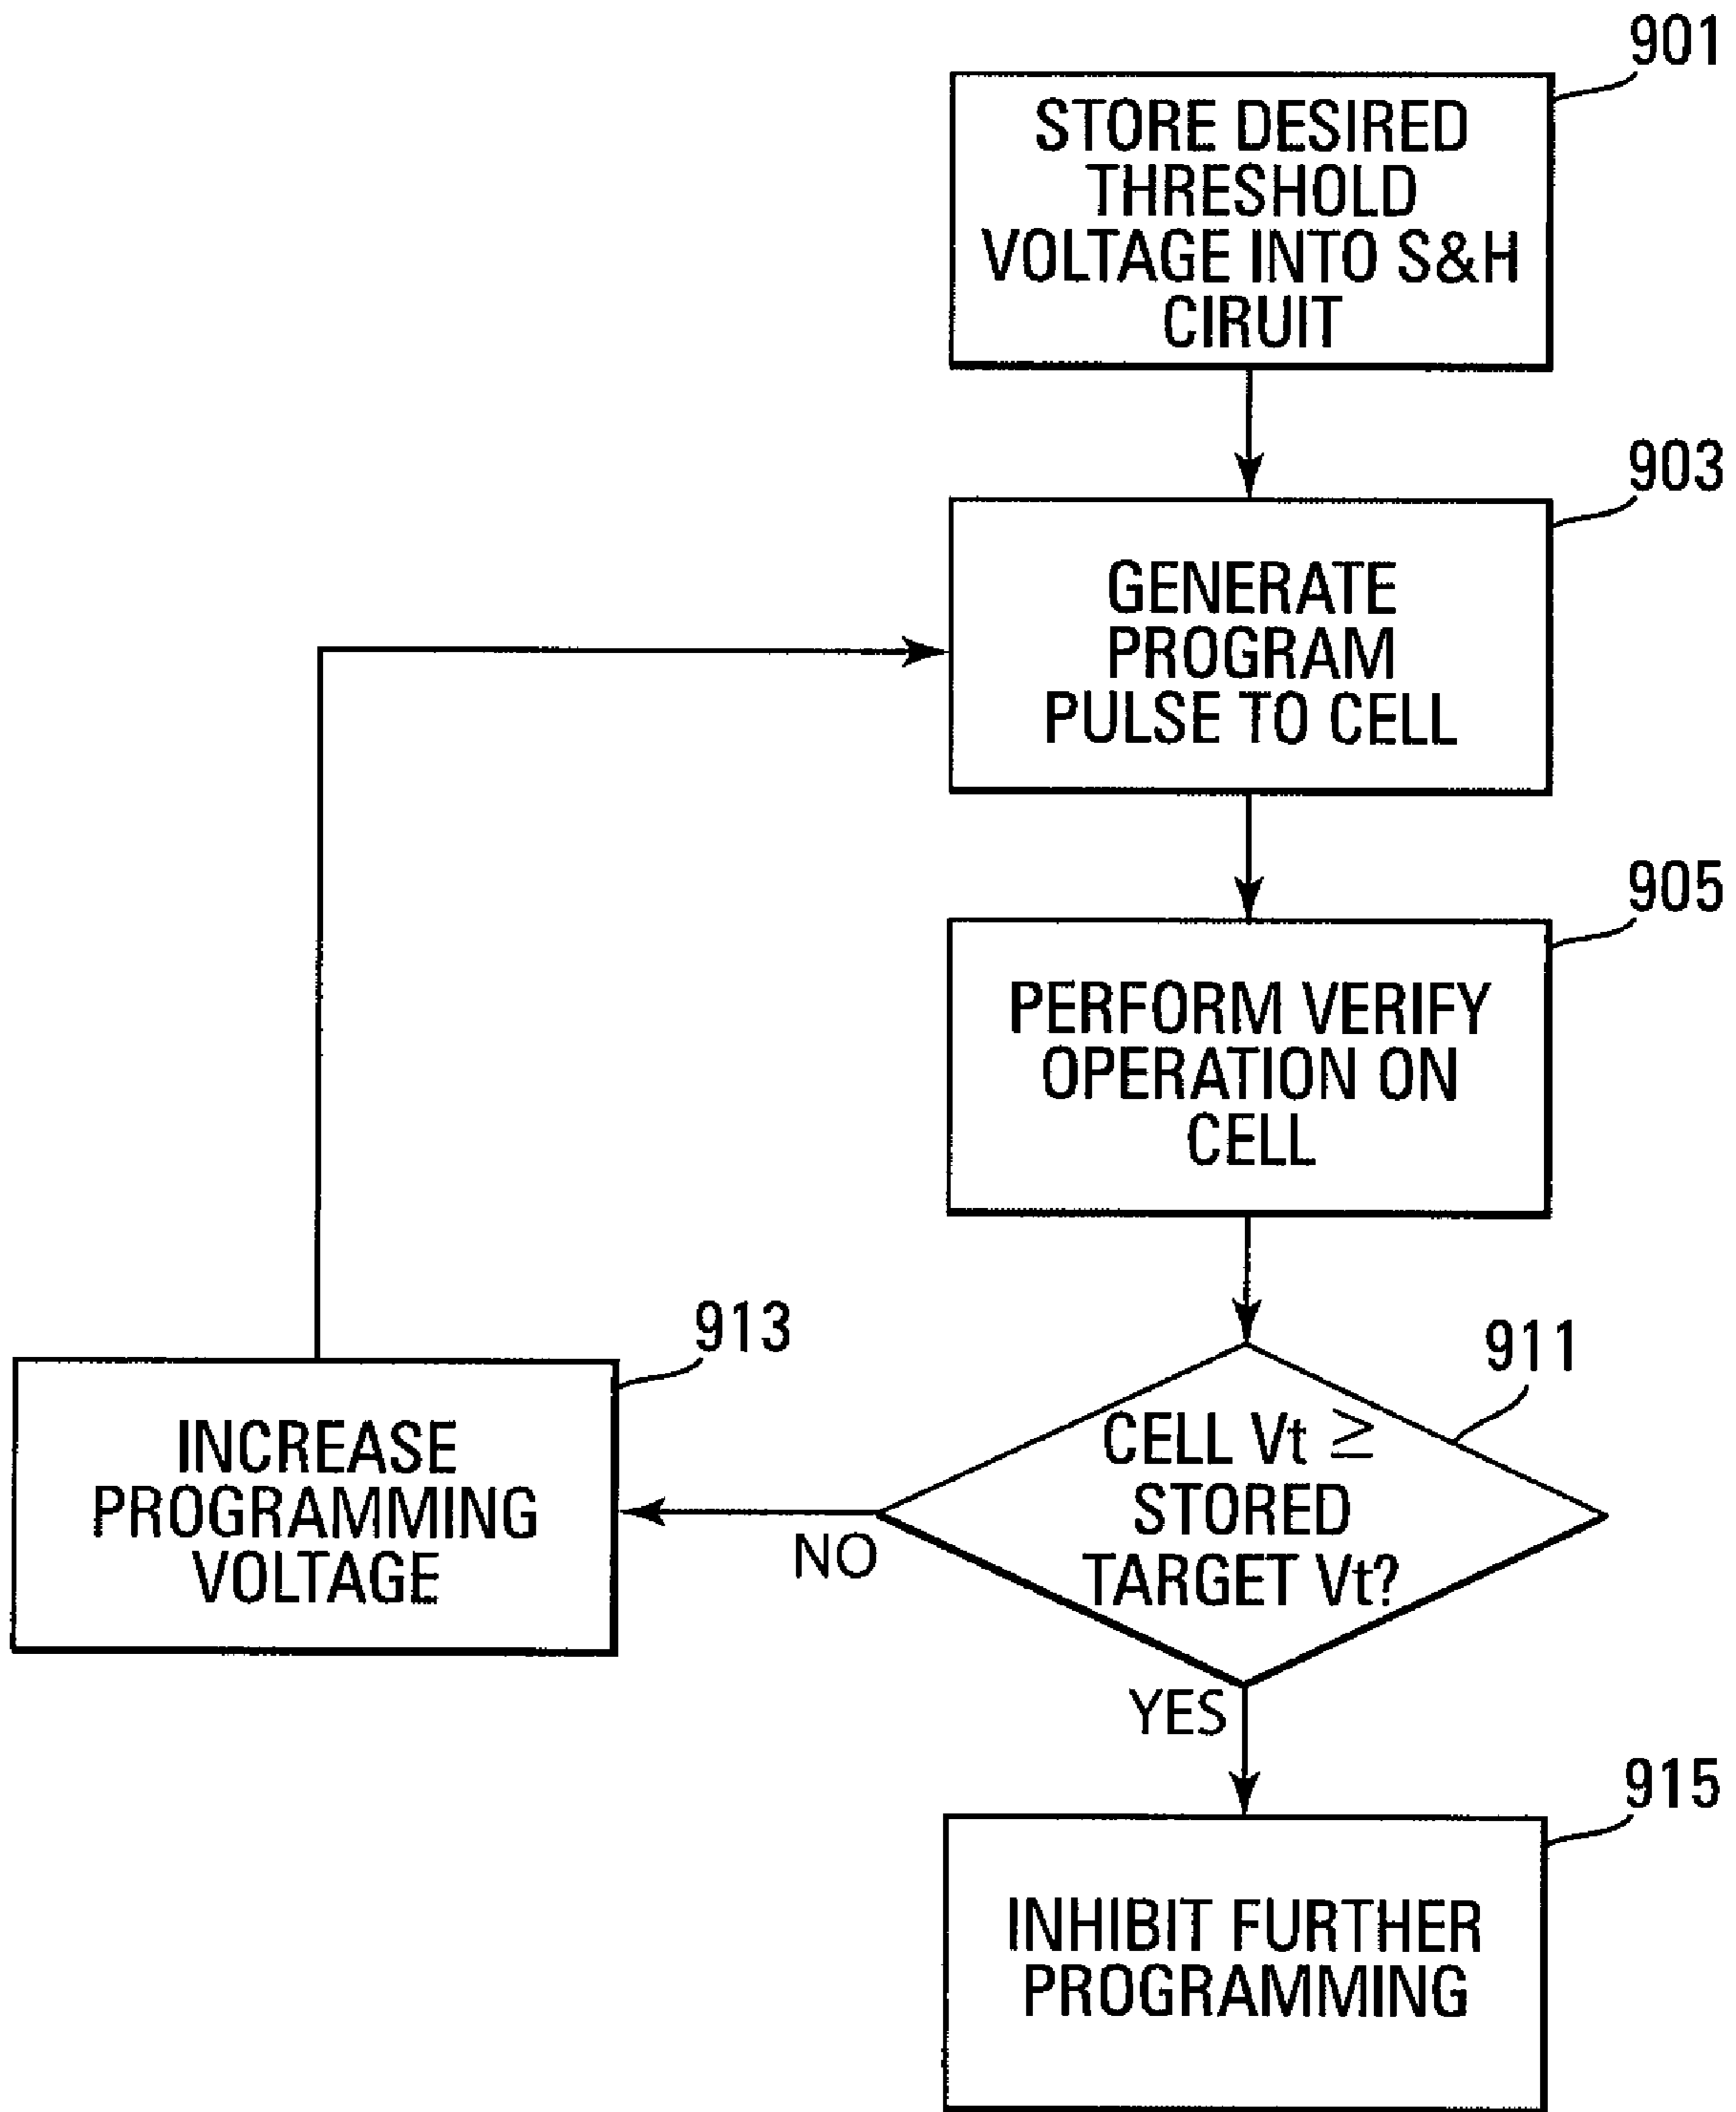 901
STORE DESIRED
THRESHOLD
VOLTAGE INTO S&H
CIRUIT
903
GENERATE
PROGRAM
PULSE TO CELL
905
PERFORM VERIFY
OPERATION ON
CELL
911
CELL Vt ≥
STORED
TARGET Vt?
NO
913
INCREASE
PROGRAMMING
VOLTAGE
YES
915
INHIBIT FURTHER
PROGRAMMING